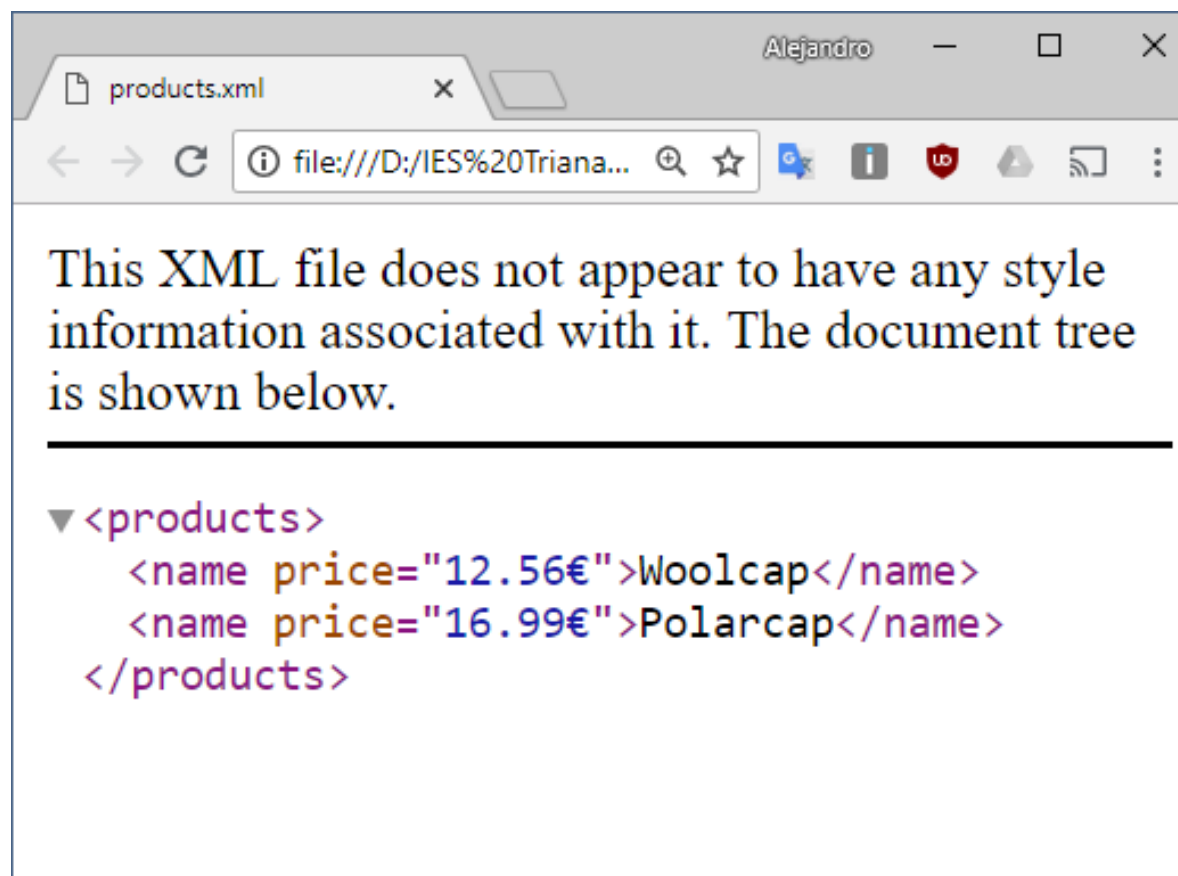 Alejandro
products.xml
file:///D:/IES%20Triana...
This XML file does not appear to have any style
information associated with it. The document tree
is shown below.
<products>
<name price="12.56€">Woolcap</name>
<name price="16.99€">Polarcap</name>
</products>